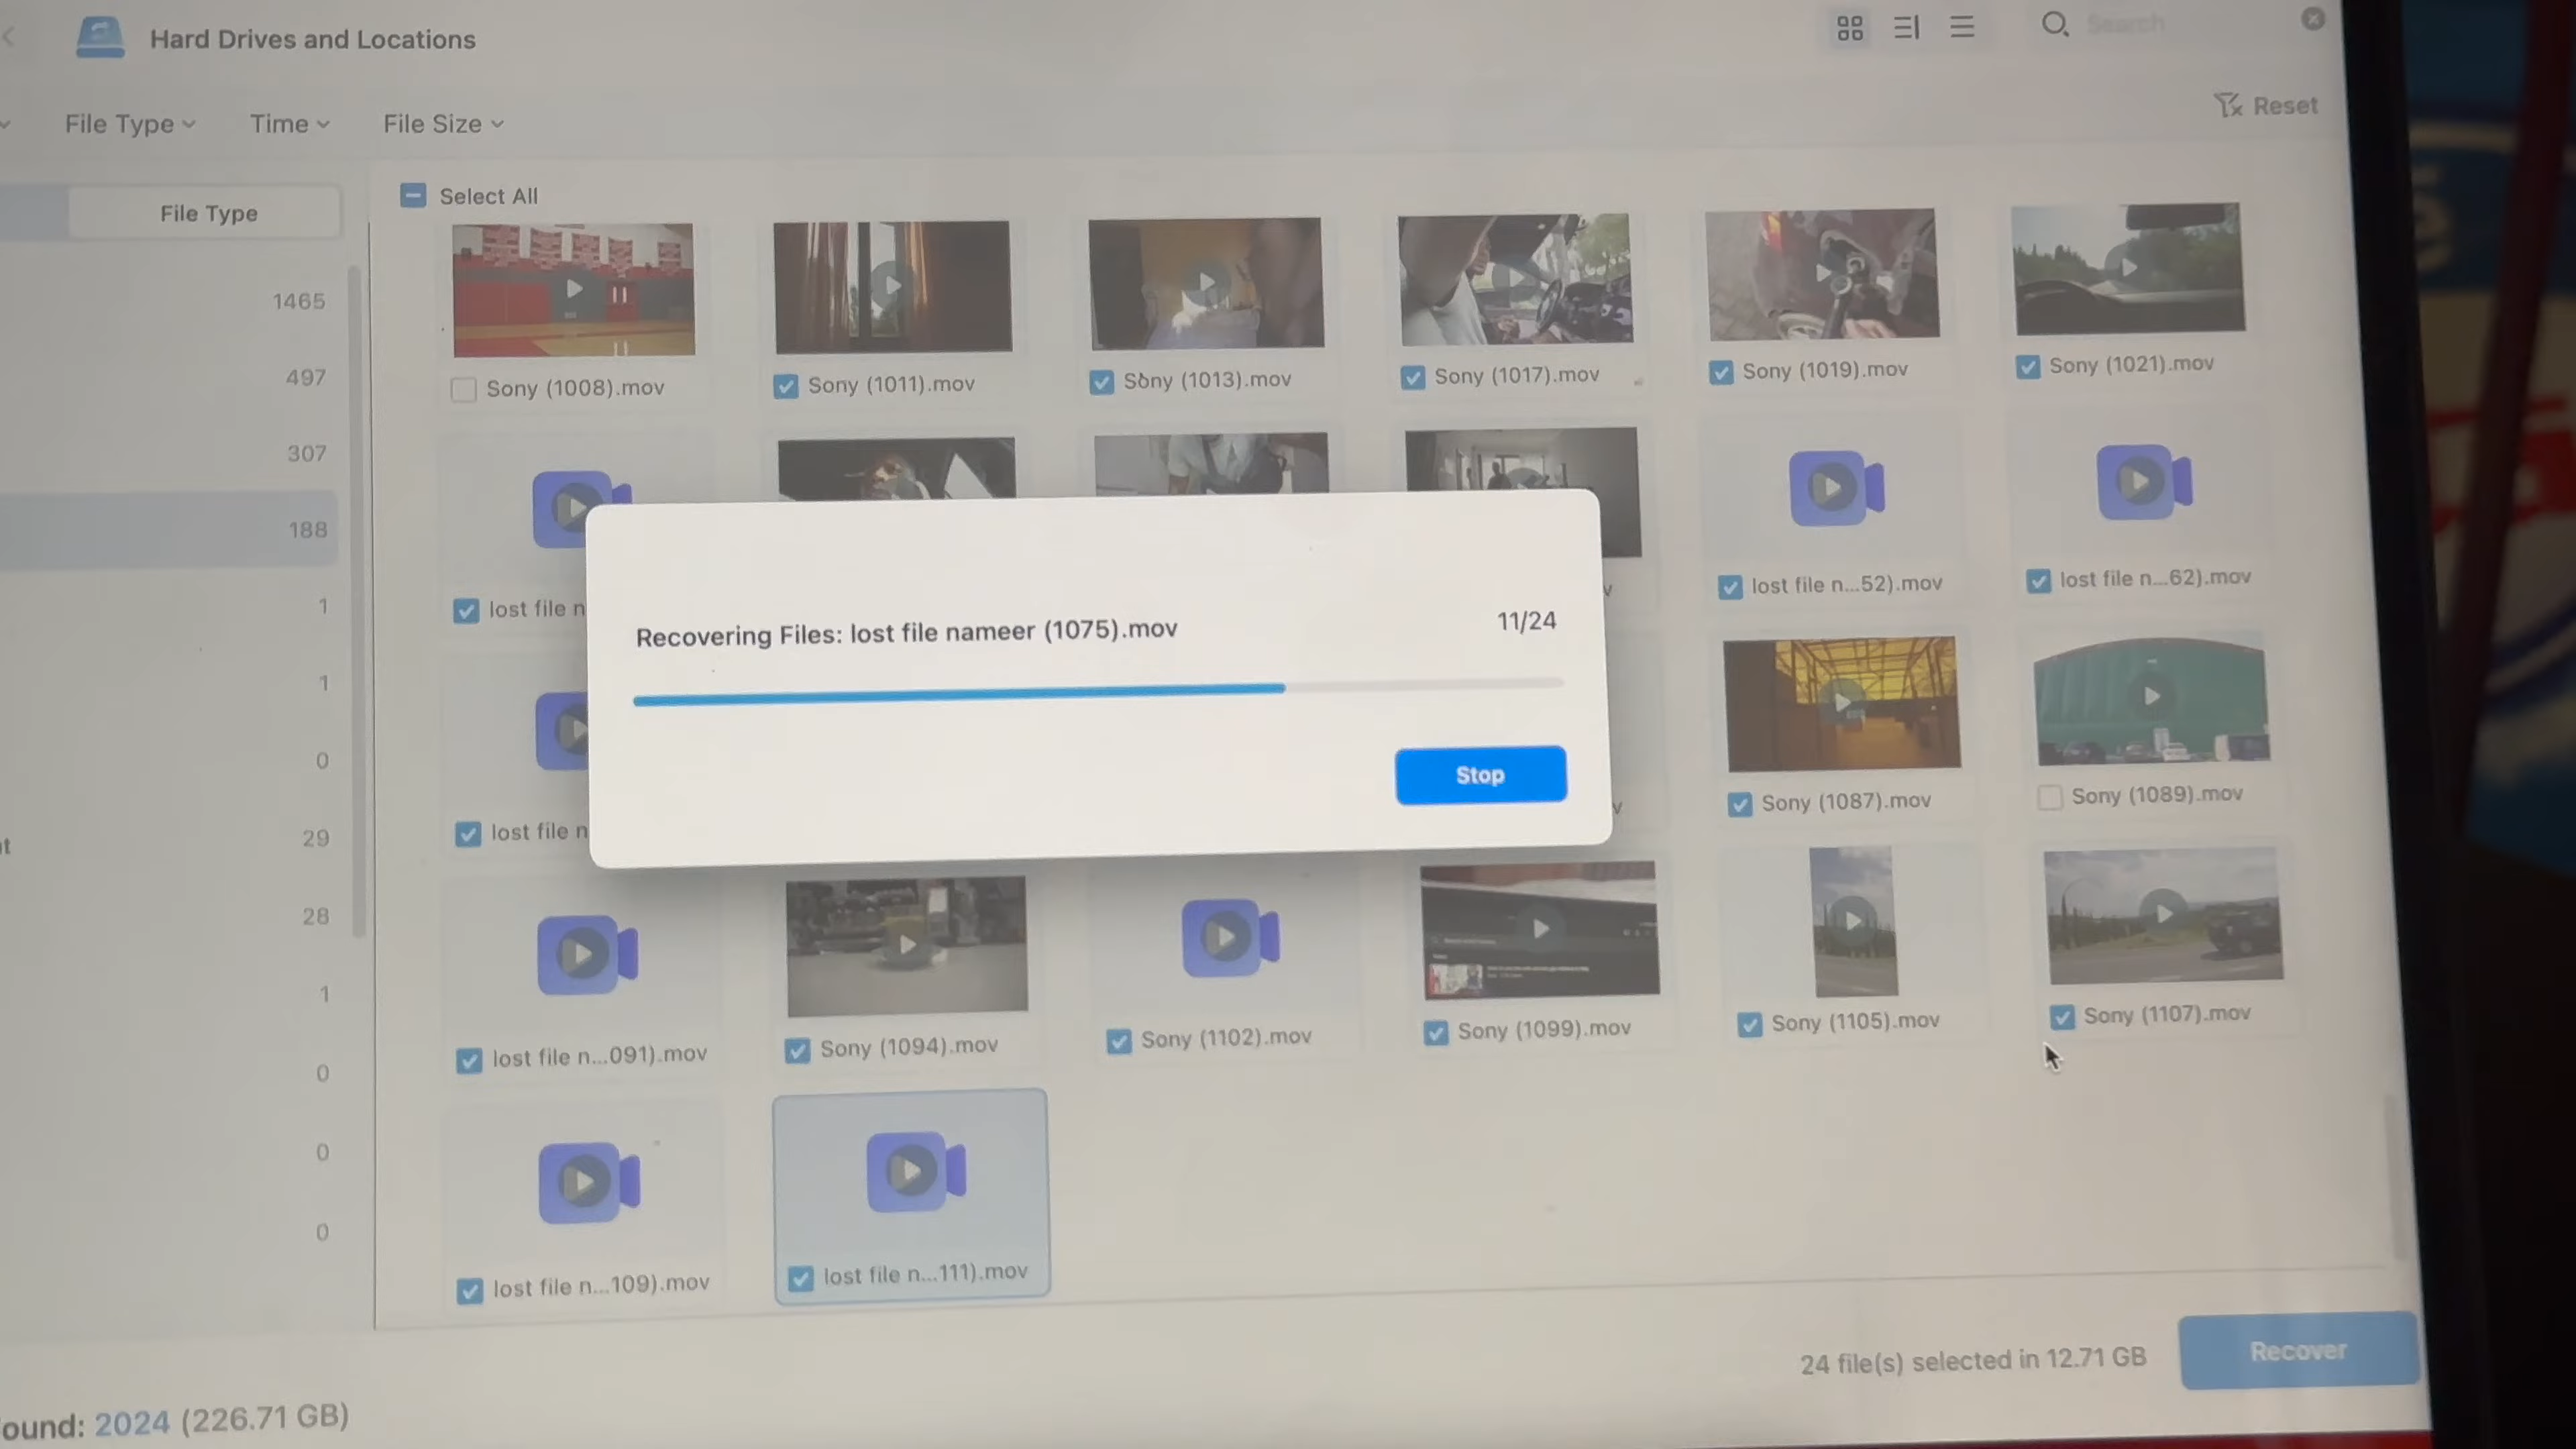 Hard Drives and Locations
Search
File Type
Time
File Size
Reset
File Type
Select All
1465
497
307
188
1
1
0
29
28
1
0
0
0
Sony (1008).mov
Sony (1011).mov
Sony (1013).mov
Sony (1017).mov
Sony (1019).mov
Sony (1021).mov
lost file n
lost file n...52).mov
lost file n...62).mov
Recovering Files: lost file nameer (1075).mov
11/24
Stop
lost file n
Sony (1087).mov
Sony (1089).mov
lost file n...091).mov
Sony (1094).mov
Sony (1102).mov
Sony (1099).mov
Sony (1105).mov
Sony (1107).mov
lost file n...109).mov
lost file n...111).mov
24 file(s) selected in 12.71 GB
Recover
ound: 2024 (226.71 GB)